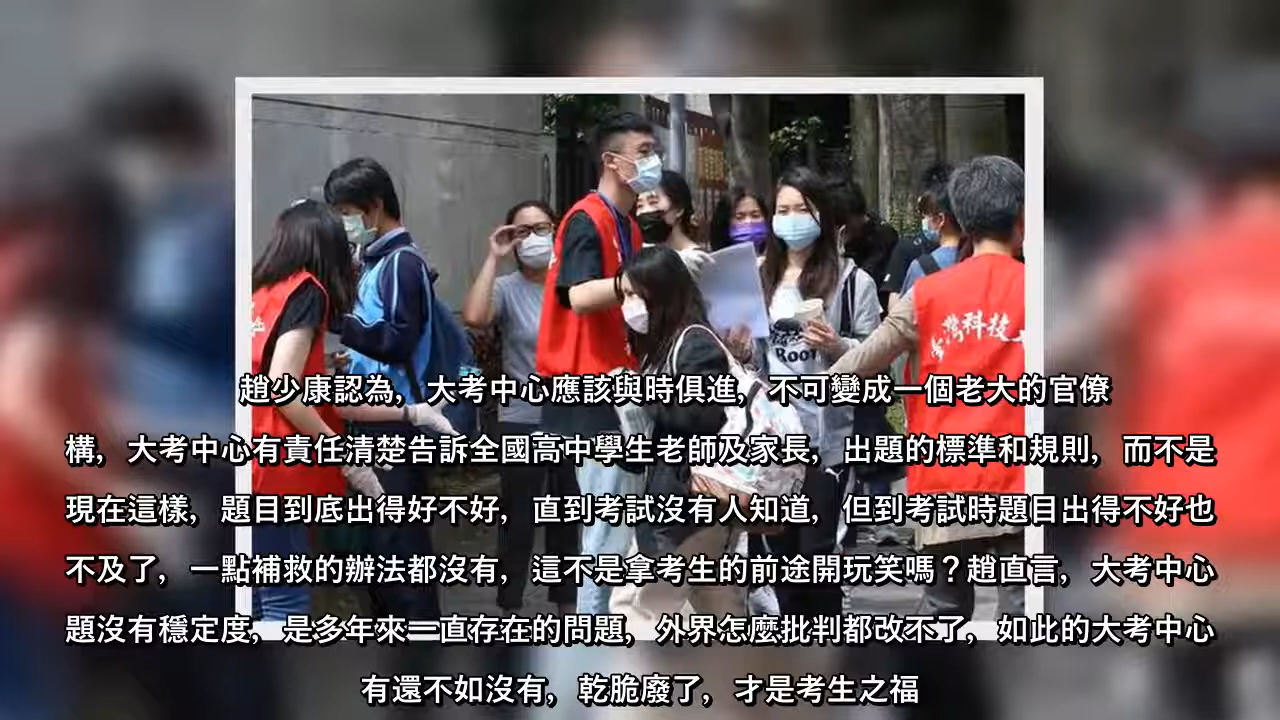 台灣科技
Root
趙少康認為，大考中心應該與時俱進，不可變成一個老大的官僚
構，大考中心有責任清楚告訴全國高中學生老師及家長，出題的標準和規則，而不是
現在這樣，題目到底出得好不好，直到考試沒有人知道，但到考試時題目出得不好也
不及了，一點補救的辦法都沒有，這不是拿考生的前途開玩笑嗎？趙直言，大考中心
題沒有穩定度，是多年來一直存在的問題，外界怎麼批判都改不了，如此的大考中心
有還不如沒有，乾脆廢了，才是考生之福